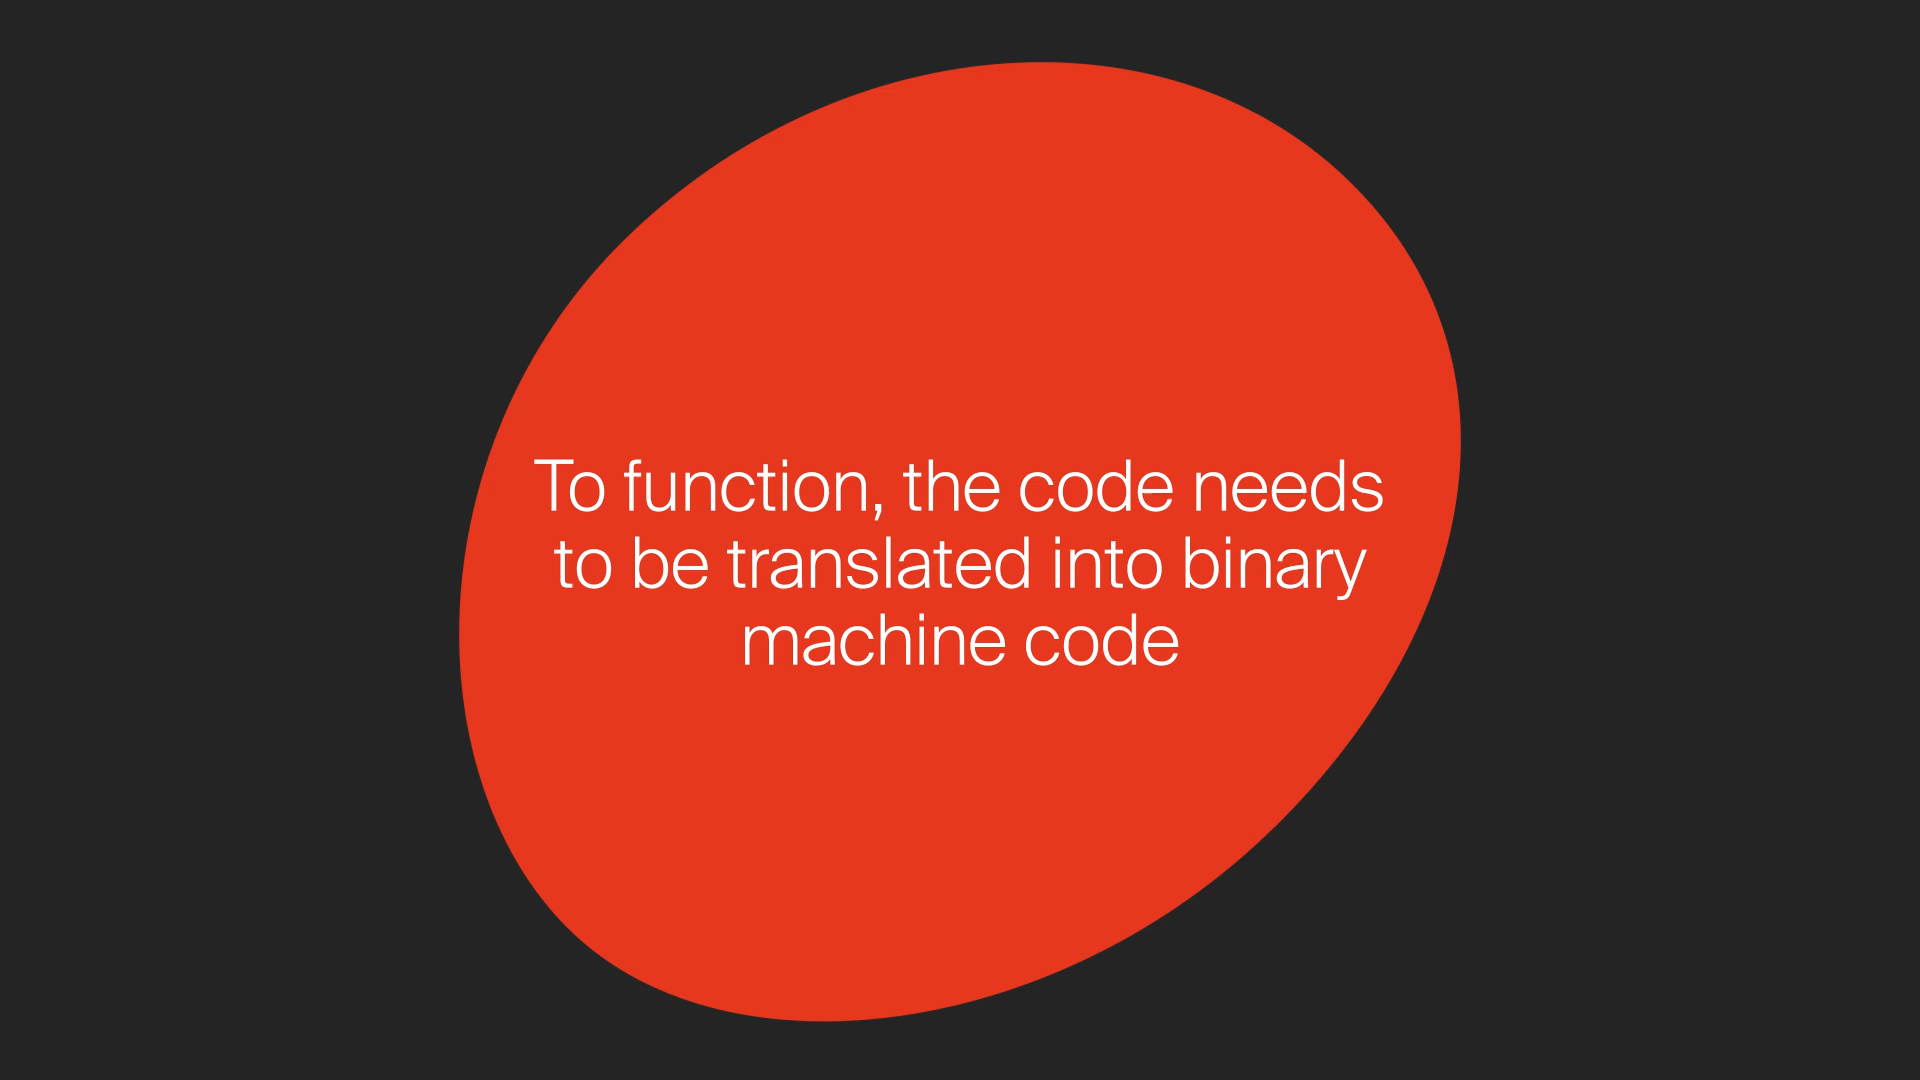 To function, the code needs
to be translated into binary
machine code